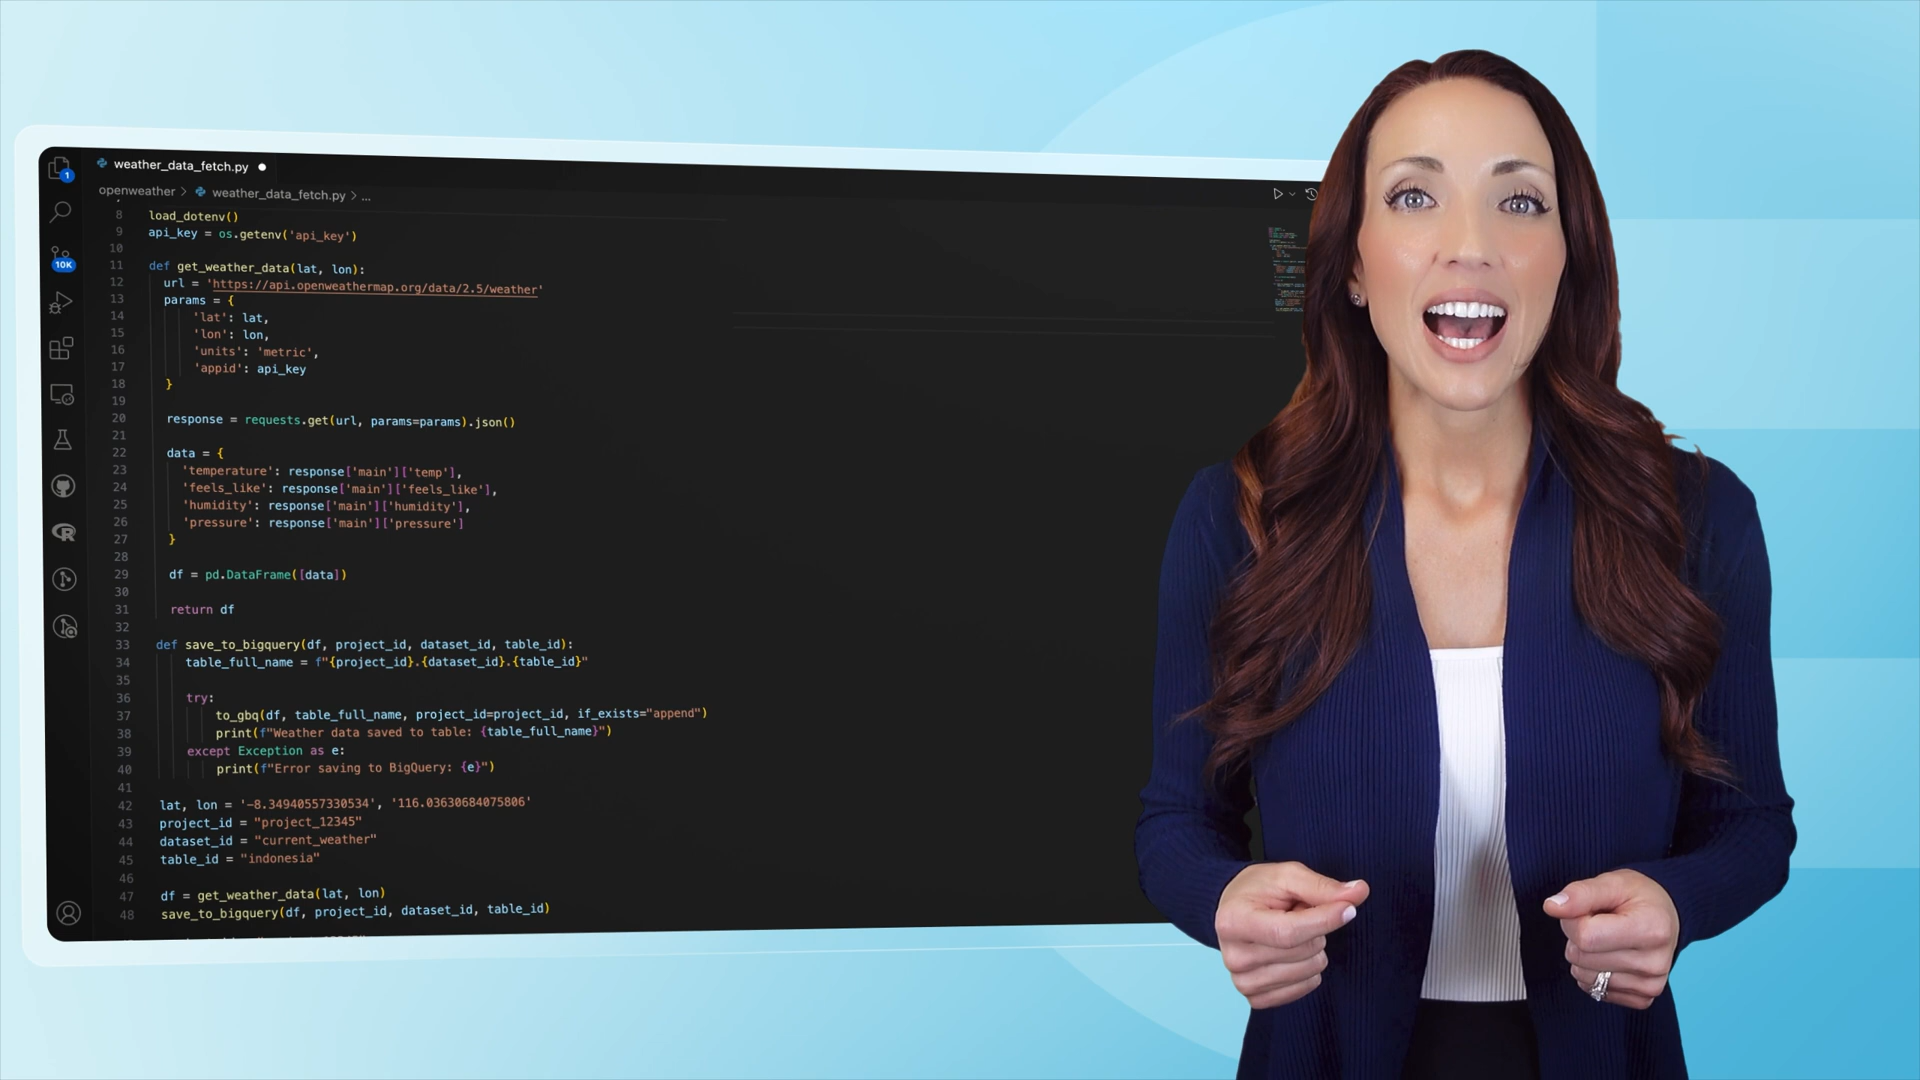 weather_data_fetch.py
1
openweather > weather_data_fetch.py > ...
10K
8 load_dotenv()
9 api_key = os.getenv('api_key')
10
11 def get_weather_data(lat, lon):
12 url = 'https://api.openweathermap.org/data/2.5/weather'
13 params = {
14 'lat': lat,
15 'lon': lon,
16 'units': 'metric',
17 'appid': api_key
18 }
19
20 response = requests.get(url, params=params).json()
21
22 data = {
23 'temperature': response['main']['temp'],
24 'feels_like': response['main']['feels_like'],
25 'humidity': response['main']['humidity'],
26 'pressure': response['main']['pressure']
27 }
28
29 df = pd.DataFrame([data])
30
31 return df
32
33 def save_to_bigquery(df, project_id, dataset_id, table_id):
34 table_full_name = f"{project_id}.{dataset_id}.{table_id}"
35
36 try:
37 to_gbq(df, table_full_name, project_id=project_id, if_exists="append")
38 print(f"Weather data saved to table: {table_full_name}")
39 except Exception as e:
40 print(f"Error saving to BigQuery: {e}")
41
42 lat, lon = '-8.34940557330534', '116.03630684075806'
43 project_id = "project_12345"
44 dataset_id = "current_weather"
45 table_id = "indonesia"
46
47 df = get_weather_data(lat, lon)
48 save_to_bigquery(df, project_id, dataset_id, table_id)